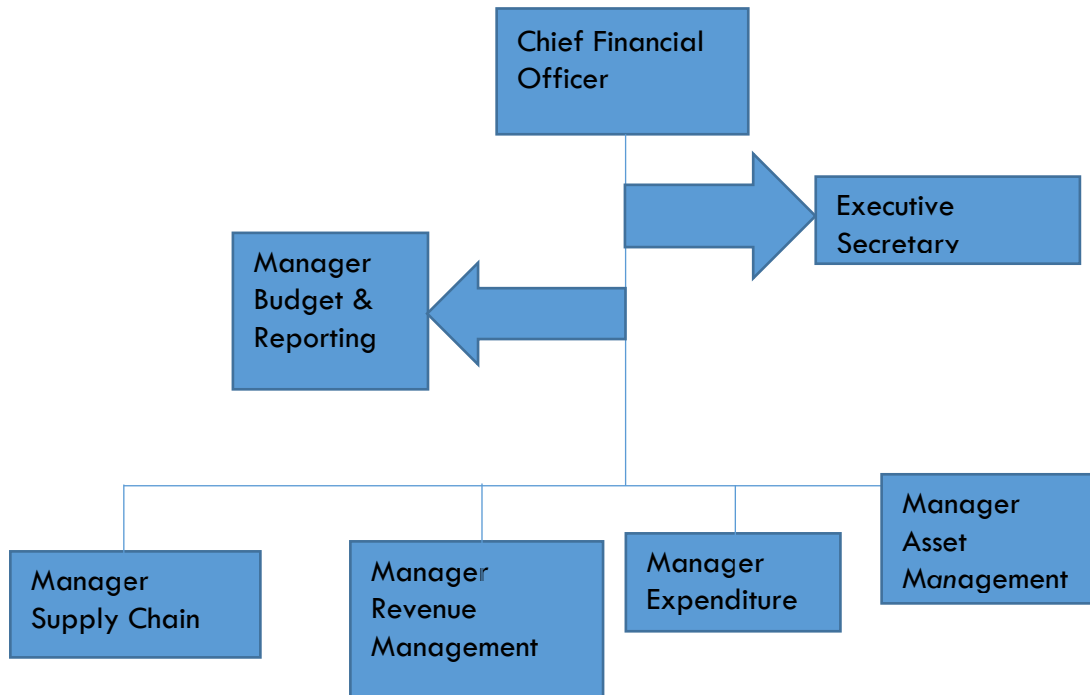 Chief Financial
Officer
Executive
Secretary
Manager
Budget &
Reporting
Manager
Supply Chain
Manager
Revenue
Management
Manager
Expenditure
Manager
Asset
Management